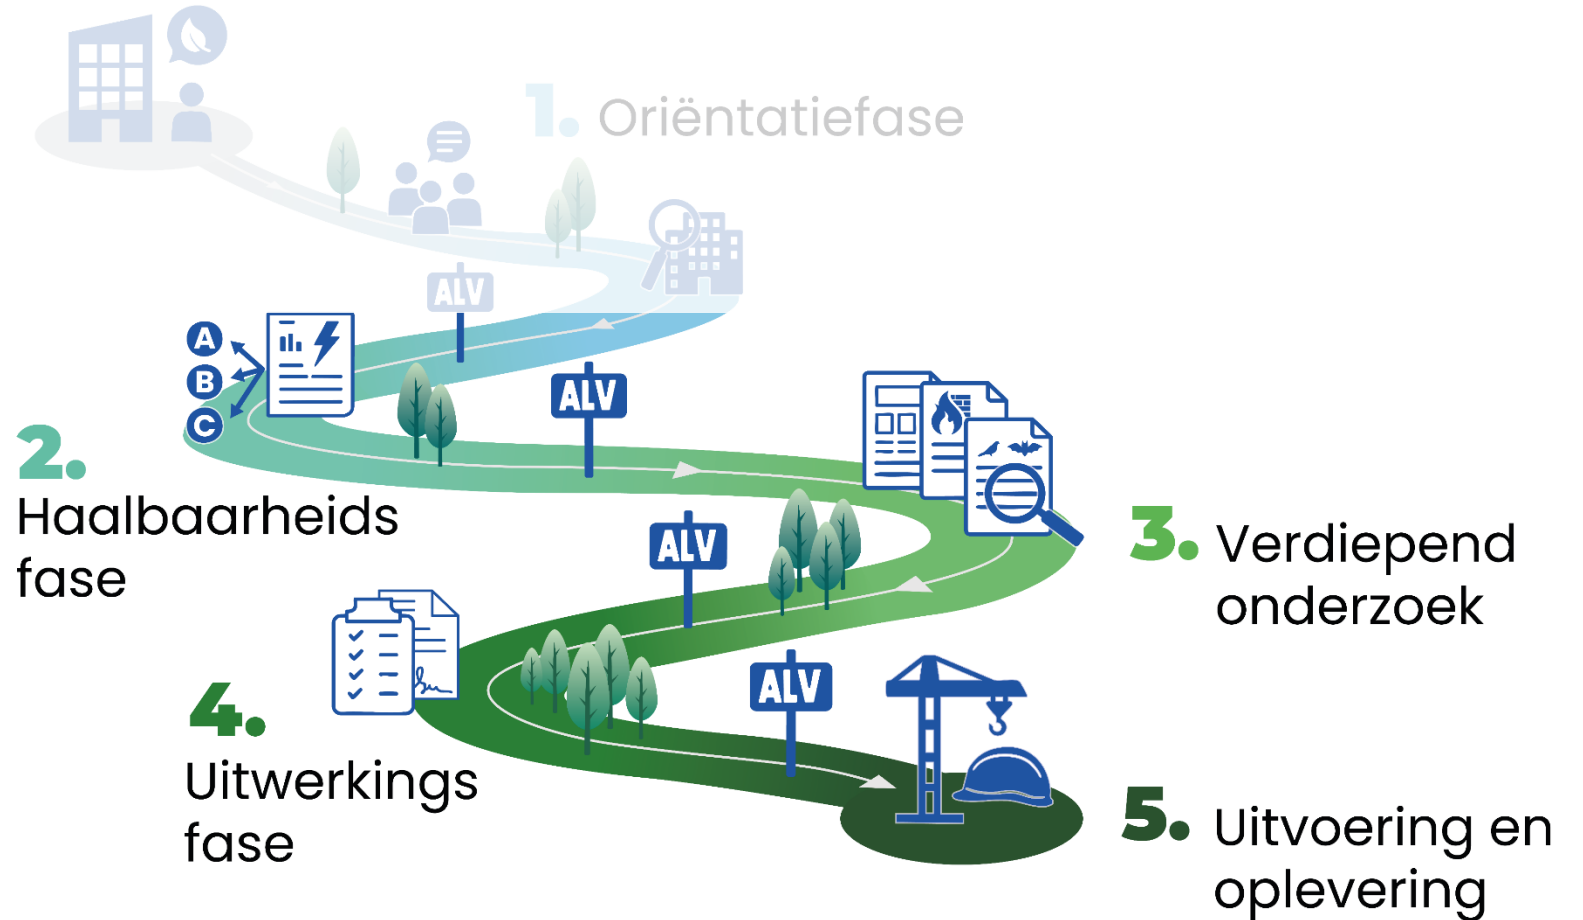 1. Oriëntatiefase
ALV
A
B
C
ALV
2.
Haalbaarheids
fase
ALV
3. Verdiepend
onderzoek
ALV
4.
Uitwerkings
fase
5. Uitvoering en
oplevering